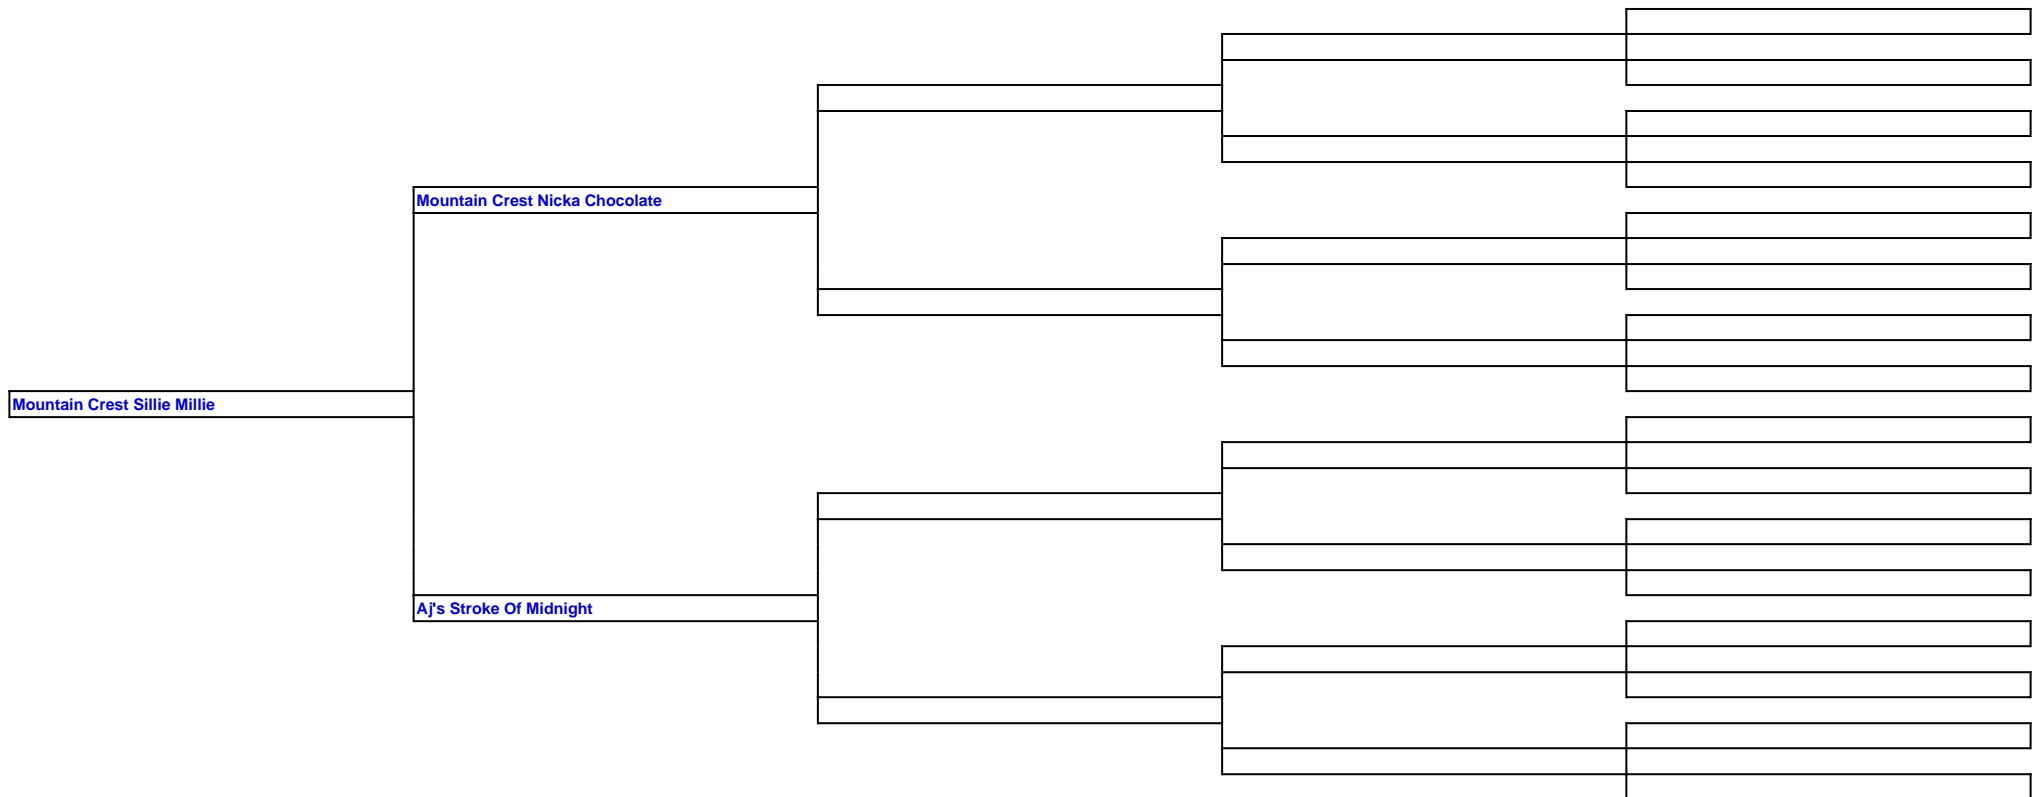 Mountain Crest Nicka Chocolate
Mountain Crest Sillie Millie
Aj's Stroke Of Midnight